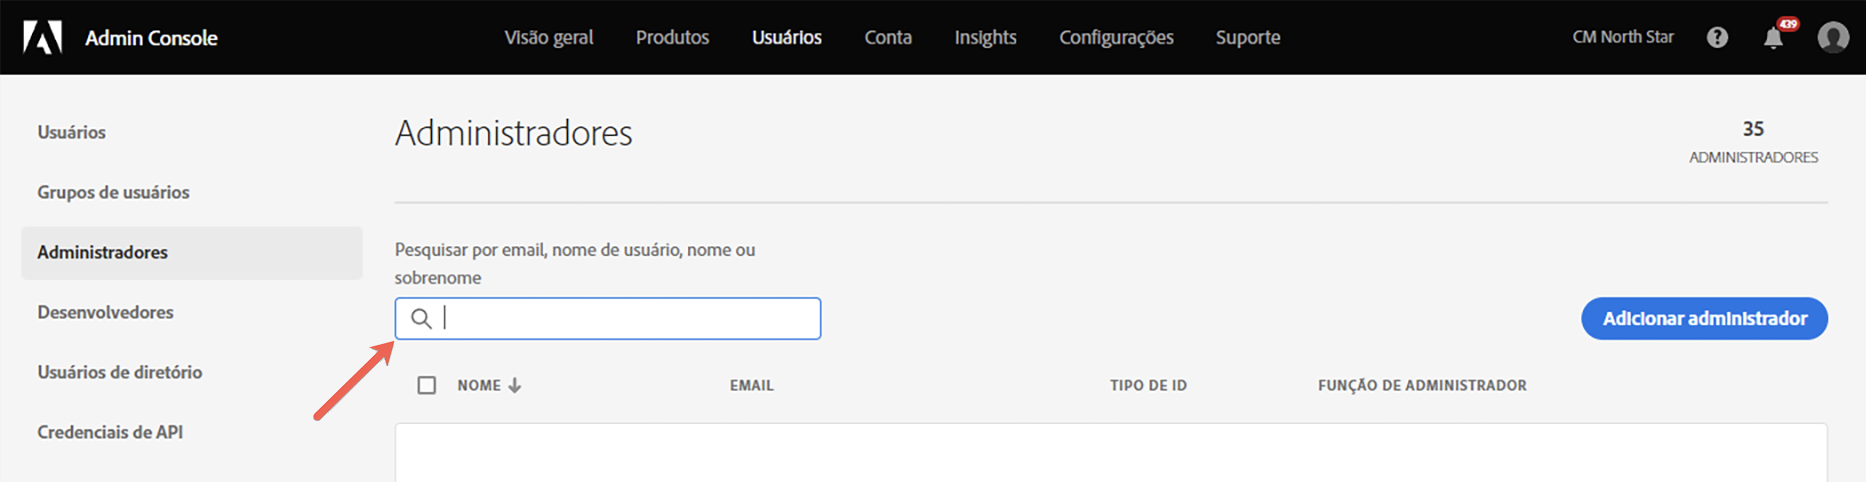 Admin Console
Visão geral Produtos Usuários Conta Insights Configurações Suporte
CM North Star
439
Usuários
Grupos de usuários
Administradores
Desenvolvedores
Usuários de diretório
Credenciais de API
Administradores
35
ADMINISTRADORES
Pesquisar por email, nome de usuário, nome ou
sobrenome
Adicionar administrador
NOME EMAIL TIPO DE ID FUNÇÃO DE ADMINISTRADOR